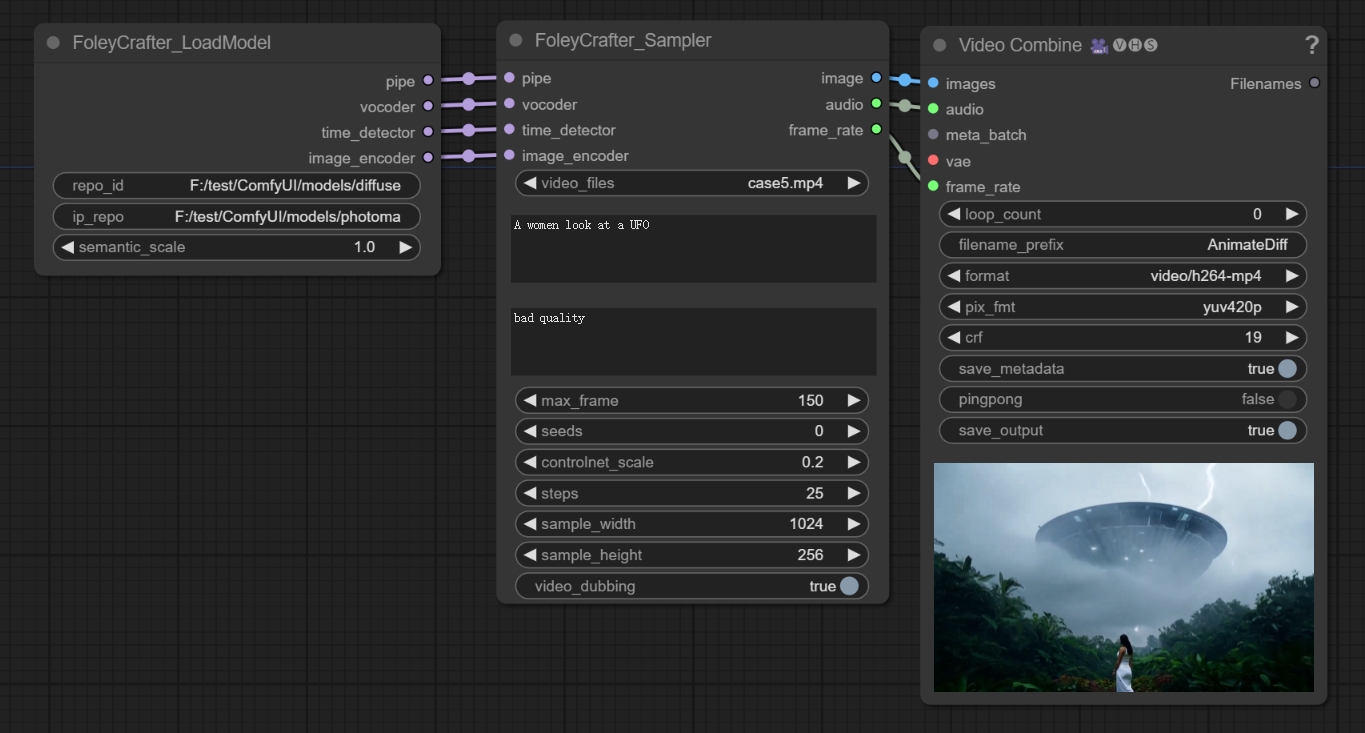 FoleyCrafter_LoadModel
pipe
vocoder
time_detector
image_encoder
repo_id F:/test/ComfyUI/models/diffuse
ip_repo F:/test/ComfyUI/models/photoma
semantic_scale 1.0
FoleyCrafter_Sampler
pipe image
vocoder audio
time_detector frame_rate
image_encoder
video_files case5.mp4
A women look at a UFO
bad quality
max_frame 150
seeds 0
controlnet_scale 0.2
steps 25
sample_width 1024
sample_height 256
video_dubbing true
Video Combine 🎥🅥🅗🅢 ?
images Filenames
audio
meta_batch
vae
frame_rate
loop_count 0
filename_prefix AnimateDiff
format video/h264-mp4
pix_fmt yuv420p
crf 19
save_metadata true
pingpong false
save_output true